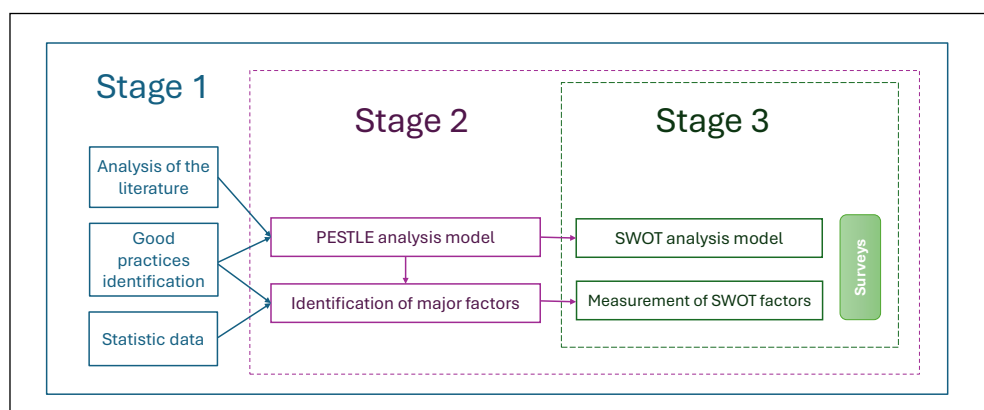 Stage 1
Stage 2
Stage 3
Analysis of the
literature
Good
practices
identification
Statistic data
PESTLE analysis model
Identification of major factors
SWOT analysis model
Measurement of SWOT factors
Surveys